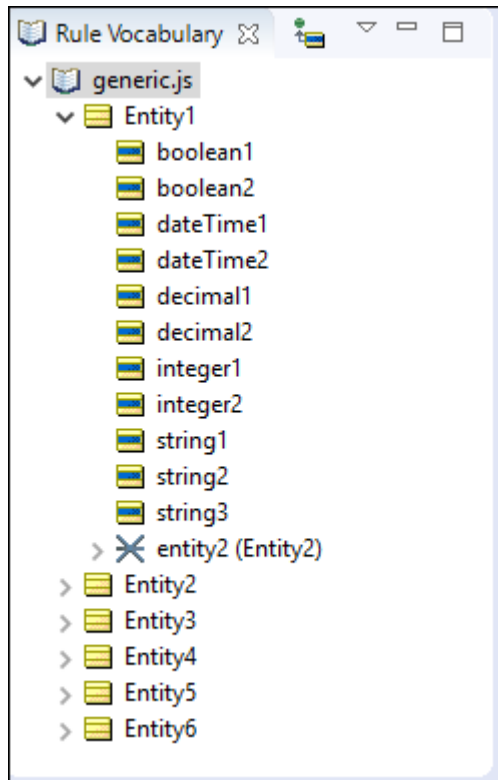 Rule Vocabulary
generic.js
Entity1
boolean1
boolean2
dateTime1
dateTime2
decimal1
decimal2
integer1
integer2
string1
string2
string3
entity2 (Entity2)
Entity2
Entity3
Entity4
Entity5
Entity6